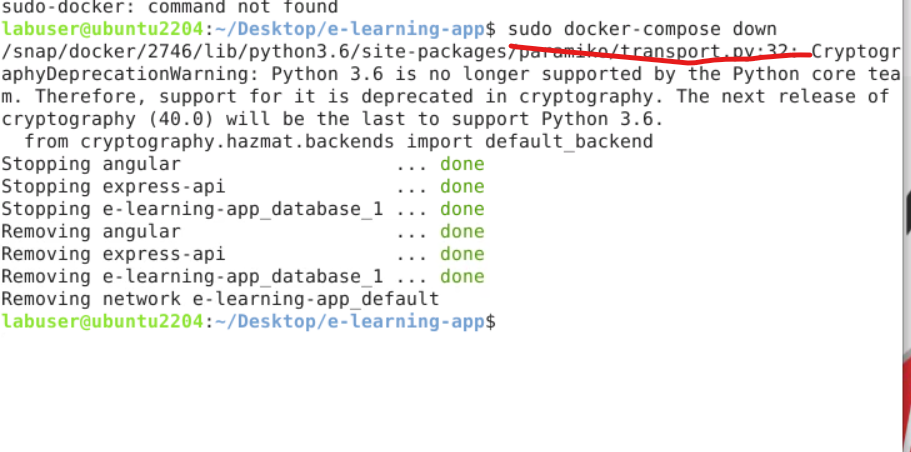 sudo-docker: command not found
labuser@ubuntu2204:~/Desktop/e-learning-app$ sudo docker-compose down
/snap/docker/2746/lib/python3.6/site-packages/paramiko/transport.py:32: Cryptogr
aphyDeprecationWarning: Python 3.6 is no longer supported by the Python core tea
m. Therefore, support for it is deprecated in cryptography. The next release of
cryptography (40.0) will be the last to support Python 3.6.
  from cryptography.hazmat.backends import default_backend
Stopping angular                   ... done
Stopping express-api               ... done
Stopping e-learning-app_database_1 ... done
Removing angular                   ... done
Removing express-api               ... done
Removing e-learning-app_database_1 ... done
Removing network e-learning-app_default
labuser@ubuntu2204:~/Desktop/e-learning-app$